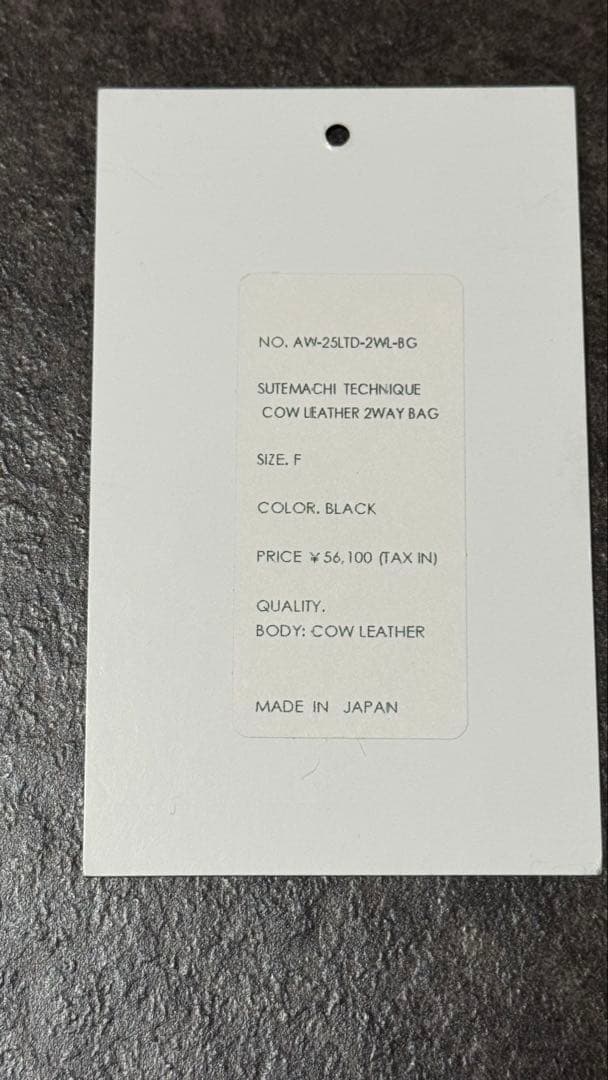 NO. AW-25LTD-2WL-BG
SUTEMACHI TECHNIQUE
COW LEATHER 2WAY BAG
SIZE. F
COLOR. BLACK
PRICE ¥56,100 (TAX IN)
QUALITY.
BODY: COW LEATHER
MADE IN JAPAN